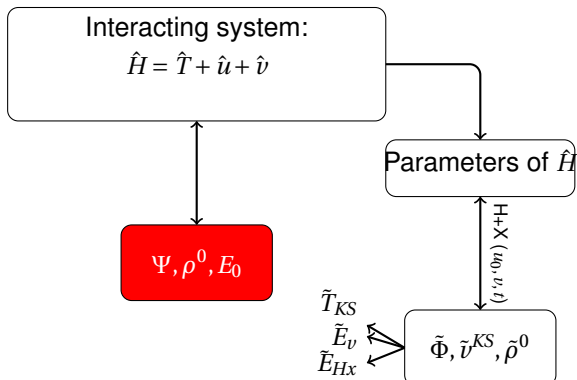 Interacting system:
Ĥ = T̂ + û + v̂
Parameters of Ĥ
H+X (u₀, v, t)
Ψ, ρ⁰, E₀
T̃_KS
Ẽ_v
Ẽ_Hx
Φ̃, ṽ^KS, ρ̃⁰